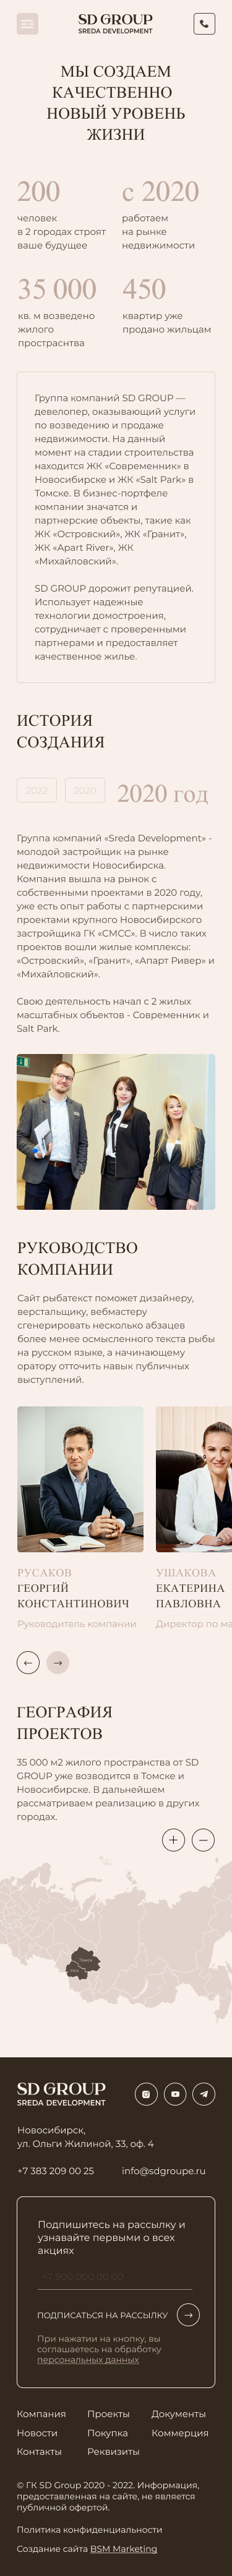 SD GROUP
SREDA DEVELOPMENT
МЫ СОЗДАЕМ
КАЧЕСТВЕННО
НОВЫЙ УРОВЕНЬ
ЖИЗНИ
200
человек
в 2 городах строят
ваше будущее
с 2020
работаем
на рынке
недвижимости
35 000
кв. м возведено
жилого
простраснтва
450
квартир уже
продано жильцам
Группа компаний SD GROUP —
девелопер, оказывающий услуги
по возведению и продаже
недвижимости. На данный
момент на стадии строительства
находится ЖК «Современник» в
Новосибирске и ЖК «Salt Park» в
Томске. В бизнес-портфеле
компании значатся и
партнерские объекты, такие как
ЖК «Островский», ЖК «Гранит»,
ЖК «Apart River», ЖК
«Михайловский».
SD GROUP дорожит репутацией.
Использует надежные
технологии домостроения,
сотрудничает с проверенными
партнерами и предоставляет
качественное жилье.
ИСТОРИЯ
СОЗДАНИЯ
2022
2020
2020 год
Группа компаний «Sreda Development» -
молодой застройщик на рынке
недвижимости Новосибирска.
Компания вышла на рынок с
собственными проектами в 2020 году,
уже есть опыт работы с партнерскими
проектами крупного Новосибирского
застройщика ГК «СМСС». В число таких
проектов вошли жилые комплексы:
«Островский», «Гранит», «Апарт Ривер» и
«Михайловский».
Свою деятельность начал с 2 жилых
масштабных объектов - Современник и
Salt Park.
РУКОВОДСТВО
КОМПАНИИ
Сайт рыбатекст поможет дизайнеру,
верстальщику, вебмастеру
сгенерировать несколько абзацев
более менее осмысленного текста рыбы
на русском языке, а начинающему
оратору отточить навык публичных
выступлений.
РУСАКОВ
ГЕОРГИЙ
КОНСТАНТИНОВИЧ
Руководитель компании
УШАКОВА
ЕКАТЕРИНА
ПАВЛОВНА
Директор по ма
ГЕОГРАФИЯ
ПРОЕКТОВ
35 000 м2 жилого пространства от SD
GROUP уже возводится в Томске и
Новосибирске. В дальнейшем
рассматриваем реализацию в других
городах.
SD GROUP
SREDA DEVELOPMENT
Новосибирск,
ул. Ольги Жилиной, 33, оф. 4
+7 383 209 00 25
info@sdgroupe.ru
Подпишитесь на рассылку и
узнавайте первыми о всех
акциях
+7 900 000 00 00
ПОДПИСАТЬСЯ НА РАССЫЛКУ
При нажатии на кнопку, вы
соглашаетесь на обработку
персональных данных
Компания Проекты Документы
Новости Покупка Коммерция
Контакты Реквизиты
© ГК SD Group 2020 - 2022. Информация,
предоставленная на сайте, не является
публичной офертой.
Политика конфиденциальности
Создание сайта BSM Marketing